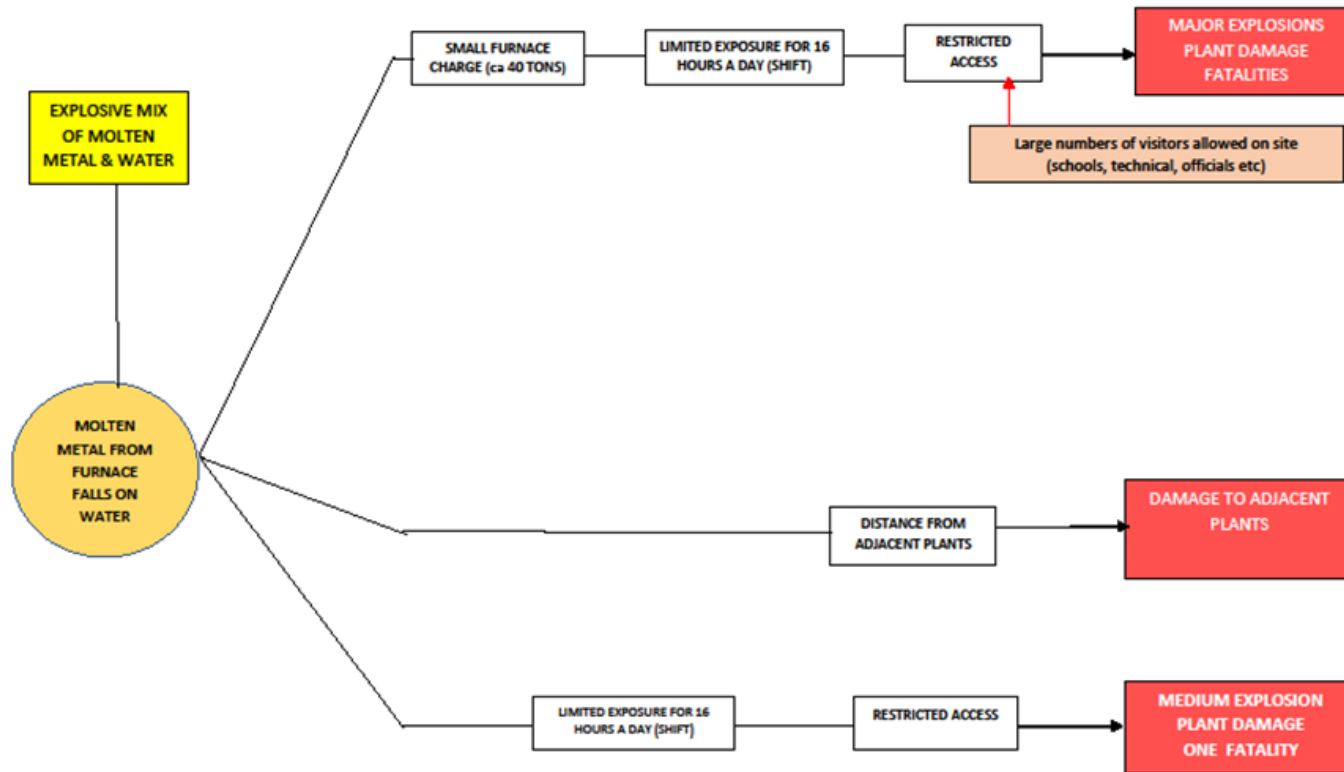 SMALL FURNACE
CHARGE (ca 40 TONS)
LIMITED EXPOSURE FOR 16
HOURS A DAY (SHIFT)
RESTRICTED
ACCESS
MAJOR EXPLOSIONS
PLANT DAMAGE
FATALITIES
EXPLOSIVE MIX
OF MOLTEN
METAL & WATER
Large numbers of visitors allowed on site
(schools, technical, officials etc)
MOLTEN
METAL FROM
FURNACE
FALLS ON
WATER
DISTANCE FROM
ADJACENT PLANTS
DAMAGE TO ADJACENT
PLANTS
LIMITED EXPOSURE FOR 16
HOURS A DAY (SHIFT)
RESTRICTED ACCESS
MEDIUM EXPLOSION
PLANT DAMAGE
ONE FATALITY